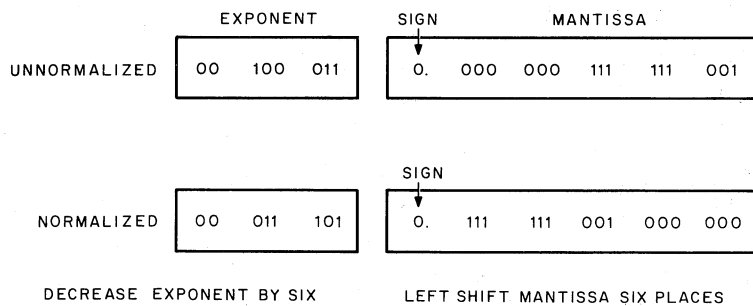 EXPONENT SIGN MANTISSA
UNNORMALIZED 00 100 011 0. 000 000 111 111 001
SIGN
NORMALIZED 00 011 101 0. 111 111 001 000 000
DECREASE EXPONENT BY SIX LEFT SHIFT MANTISSA SIX PLACES